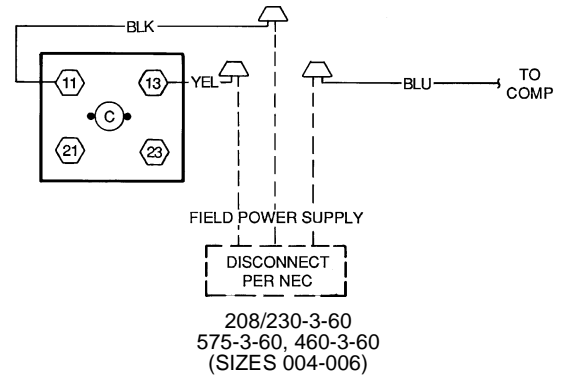 BLK
11
13
YEL
BLU
TO
COMP
C
21
23
FIELD POWER SUPPLY
DISCONNECT
PER NEC
208/230-3-60
575-3-60, 460-3-60
(SIZES 004-006)